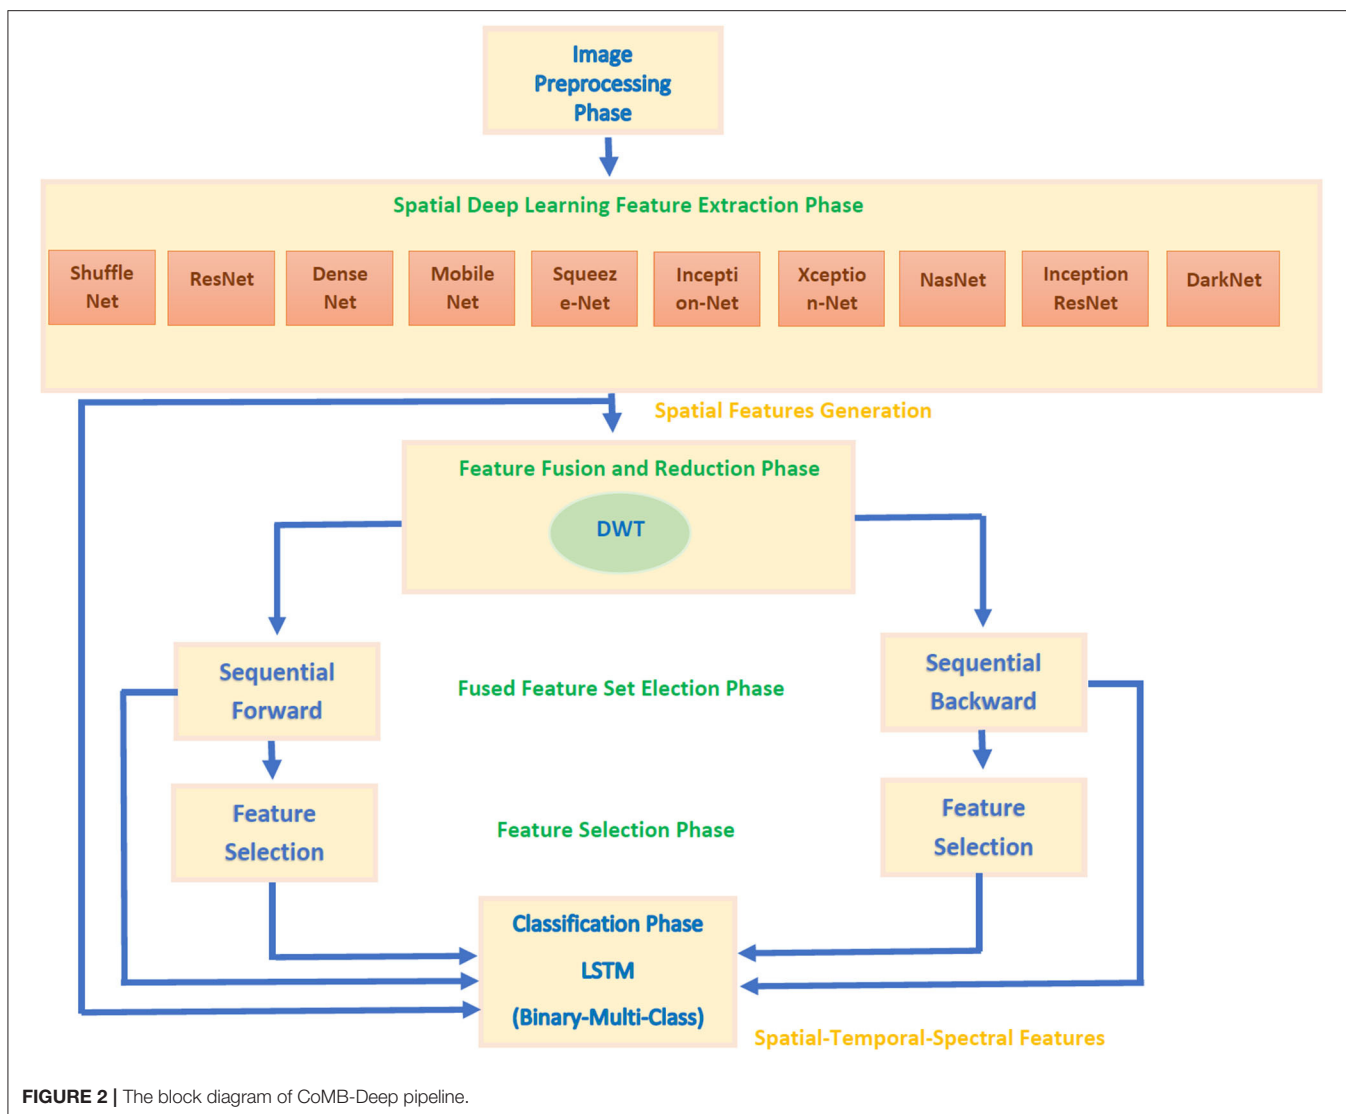 Image
Preprocessing
Phase
Spatial Deep Learning Feature Extraction Phase
Shuffle
Net
ResNet
Dense
Net
Mobile
Net
Squeez
e-Net
Incepti
on-Net
Xceptio
n-Net
NasNet
Inception
ResNet
DarkNet
Spatial Features Generation
Feature Fusion and Reduction Phase
DWT
Sequential
Forward
Fused Feature Set Election Phase
Sequential
Backward
Feature
Selection
Feature Selection Phase
Feature
Selection
Classification Phase
LSTM
(Binary-Multi-Class)
Spatial-Temporal-Spectral Features
FIGURE 2 | The block diagram of CoMB-Deep pipeline.